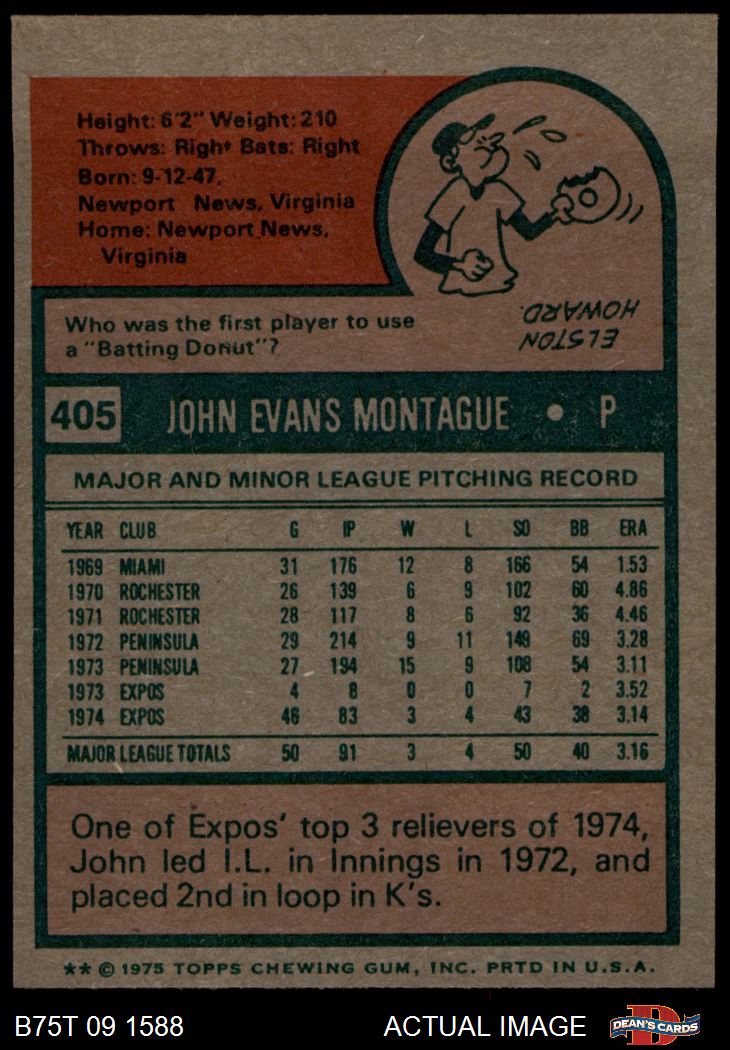 Height: 6'2" Weight: 210
Throws: Right Bats: Right
Born: 9-12-47,
Newport News, Virginia
Home: Newport News,
Virginia
Who was the first player to use
a "Batting Donut"?
ELSTON
HOWARD.
405 JOHN EVANS MONTAGUE • P
MAJOR AND MINOR LEAGUE PITCHING RECORD
YEAR CLUB G IP W L SO BB ERA
1969 MIAMI 31 176 12 8 166 54 1.53
1970 ROCHESTER 26 139 6 9 102 60 4.86
1971 ROCHESTER 28 117 8 6 92 36 4.46
1972 PENINSULA 29 214 9 11 149 69 3.28
1973 PENINSULA 27 194 15 9 108 54 3.11
1973 EXPOS 4 8 0 0 7 2 3.52
1974 EXPOS 46 83 3 4 43 38 3.14
MAJOR LEAGUE TOTALS 50 91 3 4 50 40 3.16
One of Expos' top 3 relievers of 1974,
John led I.L. in Innings in 1972, and
placed 2nd in loop in K's.
** © 1975 TOPPS CHEWING GUM, INC. PRTD IN U.S.A.
B75T 09 1588 ACTUAL IMAGE D DEAN'S CARDS